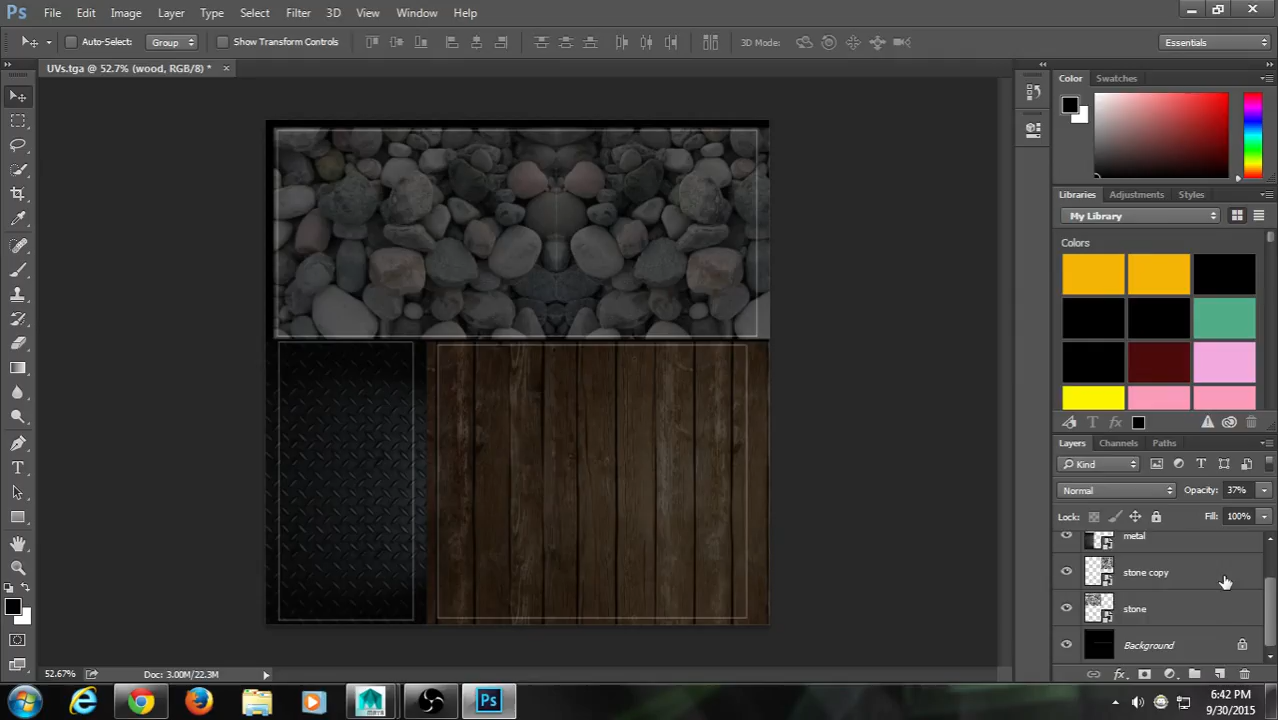 Ps File Edit Image Layer Type Select Filter 3D View Window Help
Auto-Select: Group Show Transform Controls 3D Mode: Essentials
UVs.tga @ 52.7% (wood, RGB/8) * ×
Color Swatches
Libraries Adjustments Styles
My Library
Colors
Layers Channels Paths
Kind
Normal Opacity: 37%
Lock: Fill: 100%
metal
stone copy
stone
Background
52.67% Doc: 3.00M/22.3M
MAYA Ps
6:42 PM
9/30/2015